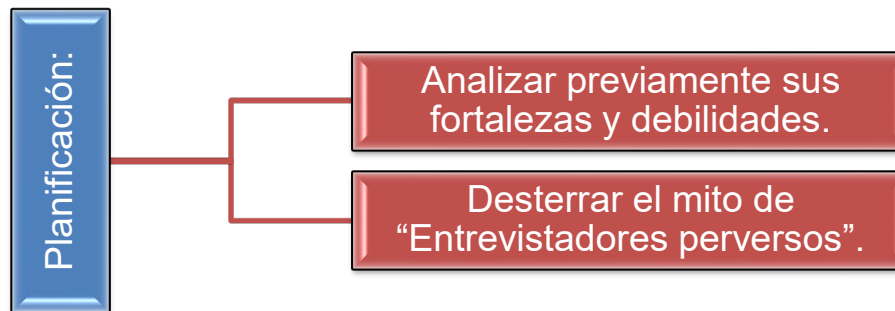 Planificación:
Analizar previamente sus
fortalezas y debilidades.
Desterrar el mito de
“Entrevistadores perversos”.